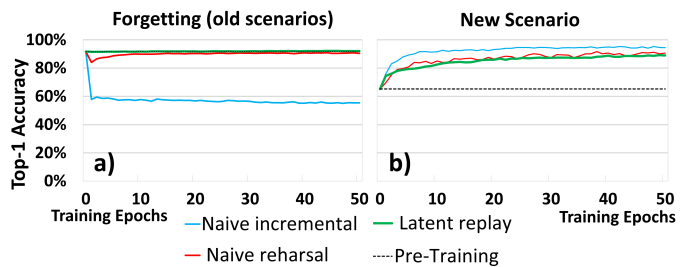 Forgetting (old scenarios)
New Scenario
Top-1 Accuracy
100%
80%
60%
40%
20%
0%
a)
b)
0 10 20 30 40 50
0 10 20 30 40 50
Training Epochs
Training Epochs
Naive incremental
Latent replay
Naive reharsal
Pre-Training